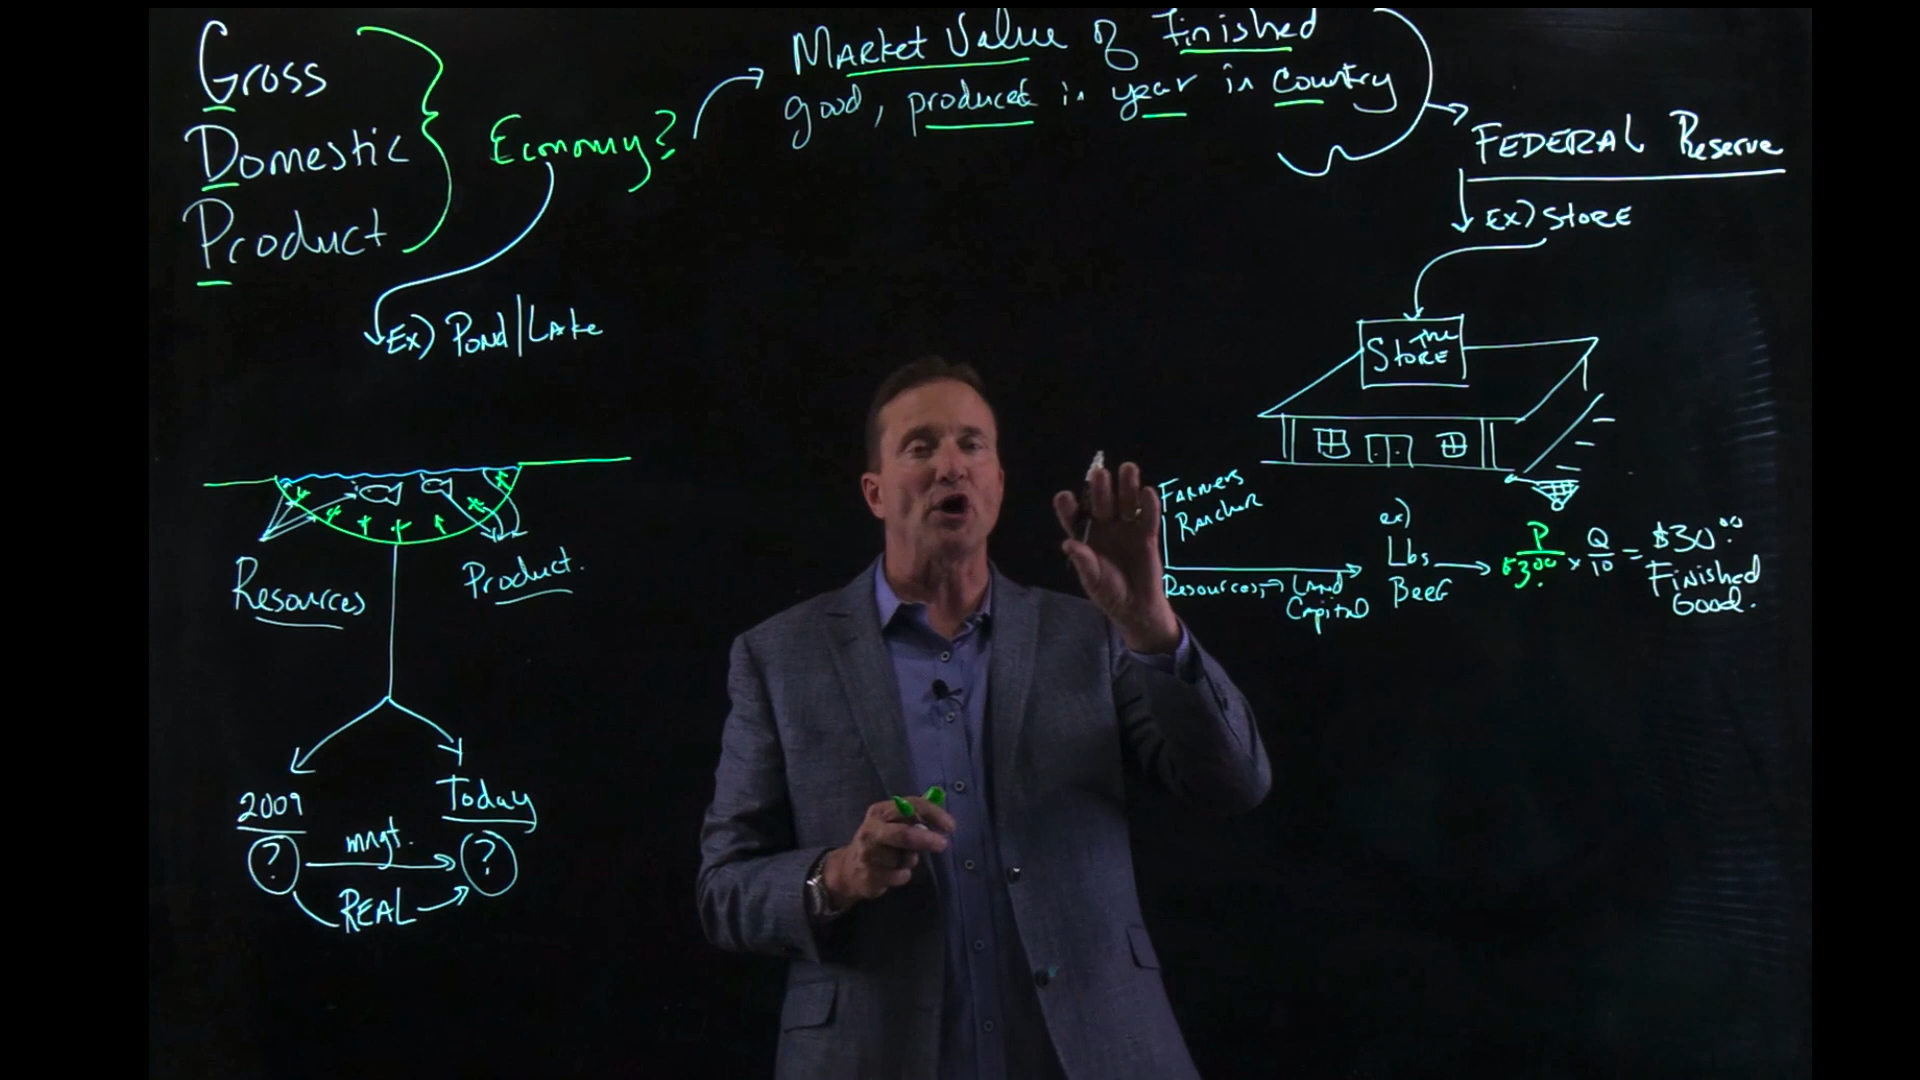 Gross
Domestic
Product
Economy?
Market Value of Finished
good, produced in year in Country
FEDERAL Reserve
Ex) STORE
Ex) Pond/Lake
The
STORE
Resources
Product.
2009
Today
?
mngt.
?
REAL
Farmers
Rancher
Resources,→ Land
Capital
ex)
Lbs
Beef
P
$3.00
×
Q
10
= $30.00
Finished
Good.